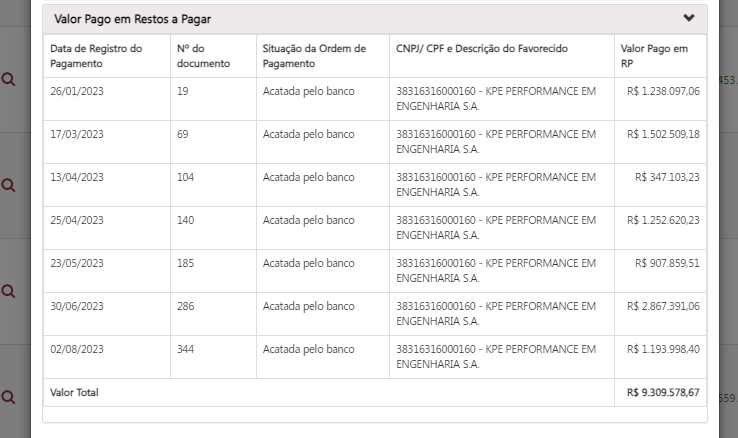 Valor Pago em Restos a Pagar
Data de Registro do Pagamento Nº do documento Situação da Ordem de Pagamento CNPJ/ CPF e Descrição do Favorecido Valor Pago em RP
26/01/2023 19 Acatada pelo banco 38316316000160 - KPE PERFORMANCE EM ENGENHARIA S.A. R$ 1.238.097,06
17/03/2023 69 Acatada pelo banco 38316316000160 - KPE PERFORMANCE EM ENGENHARIA S.A. R$ 1.502.509,18
13/04/2023 104 Acatada pelo banco 38316316000160 - KPE PERFORMANCE EM ENGENHARIA S.A. R$ 347.103,23
25/04/2023 140 Acatada pelo banco 38316316000160 - KPE PERFORMANCE EM ENGENHARIA S.A. R$ 1.252.620,23
23/05/2023 185 Acatada pelo banco 38316316000160 - KPE PERFORMANCE EM ENGENHARIA S.A. R$ 907.859,51
30/06/2023 286 Acatada pelo banco 38316316000160 - KPE PERFORMANCE EM ENGENHARIA S.A. R$ 2.867.391,06
02/08/2023 344 Acatada pelo banco 38316316000160 - KPE PERFORMANCE EM ENGENHARIA S.A. R$ 1.193.998,40
Valor Total R$ 9.309.578,67